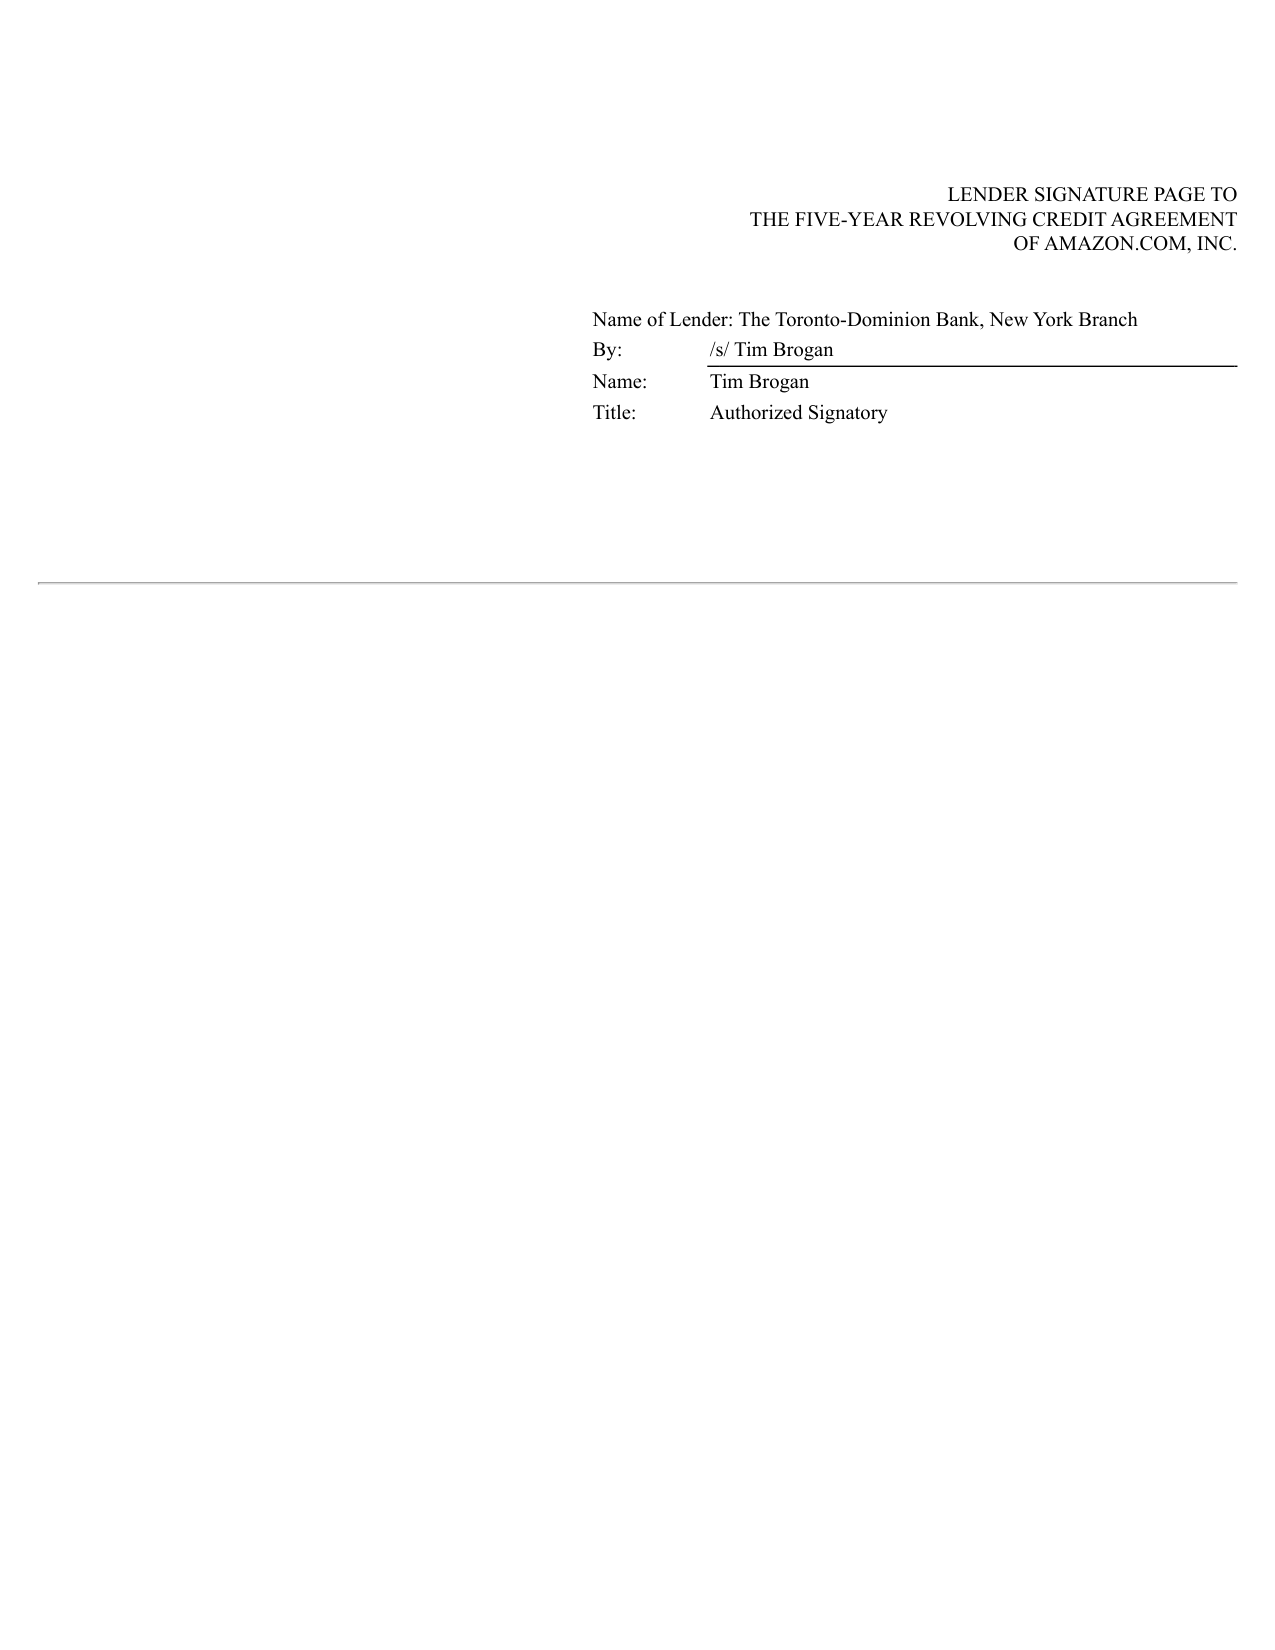 LENDER SIGNATURE PAGE TO
THE FIVE-YEAR REVOLVING CREDIT AGREEMENT
OF AMAZON.COM, INC.
Name of Lender: The Toronto-Dominion Bank, New York Branch
By: /s/ Tim Brogan
Name: Tim Brogan
Title: Authorized Signatory